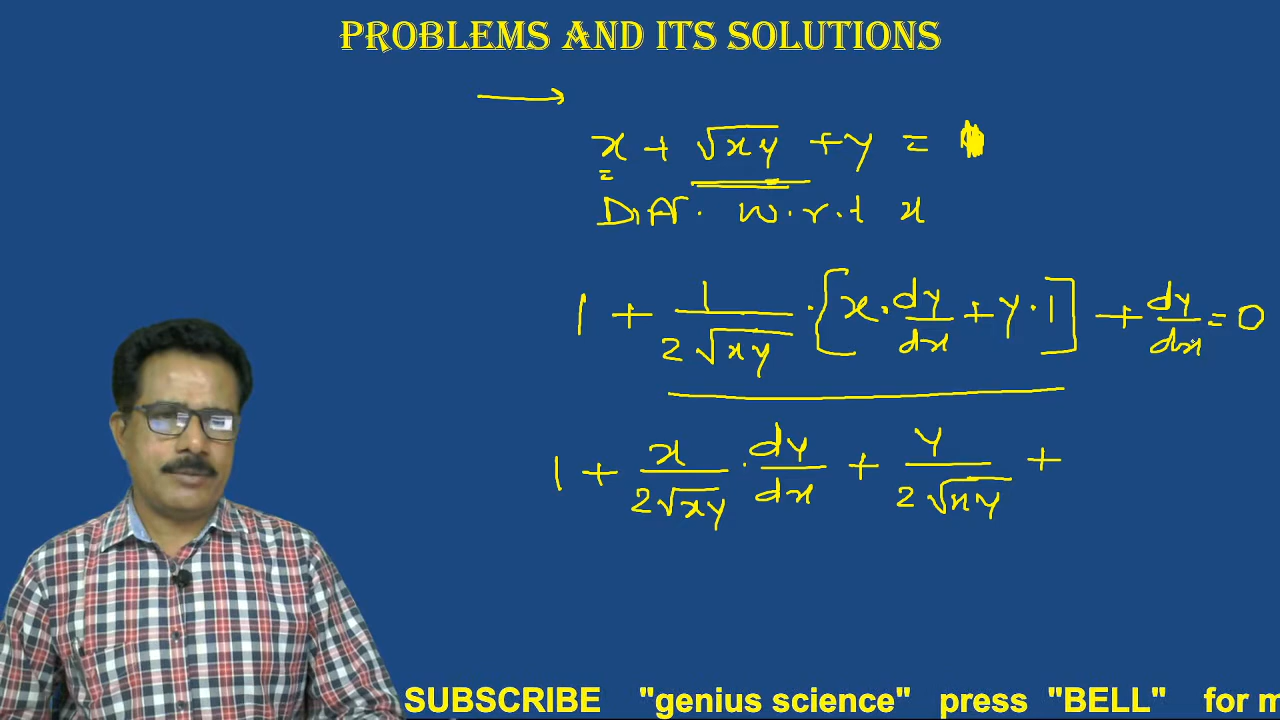 PROBLEMS AND ITS SOLUTIONS
→
x + √xy + y =
Diff. w.r.t x
1 + 1/2√xy · [x · dy/dx + y · 1] + dy/dx = 0
1 + x/2√xy · dy/dx + y/2√xy +
SUBSCRIBE "genius science" press "BELL" for m